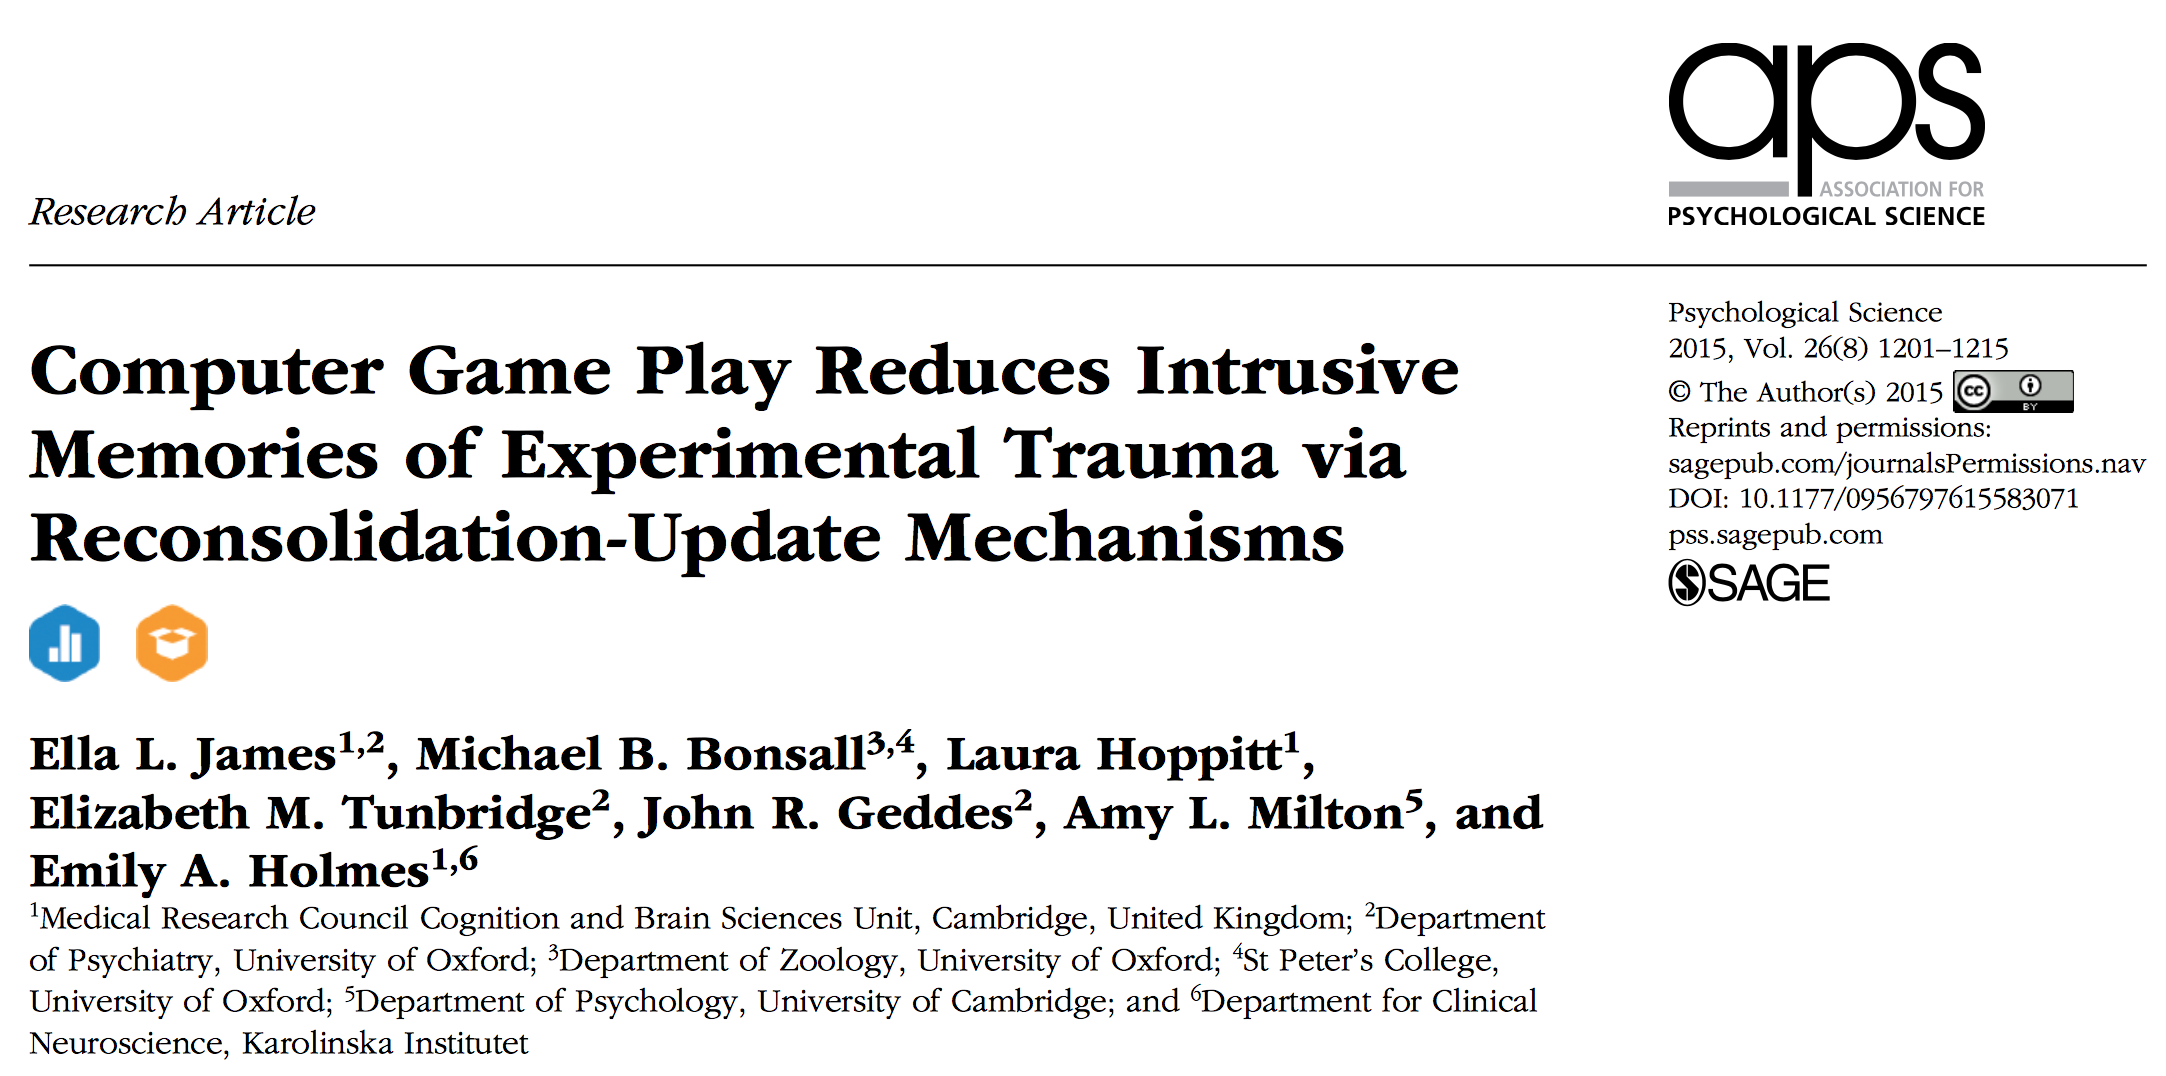 aps
ASSOCIATION FOR
PSYCHOLOGICAL SCIENCE
Research Article
Psychological Science
2015, Vol. 26(8) 1201–1215
© The Author(s) 2015 cc BY
Reprints and permissions:
sagepub.com/journalsPermissions.nav
DOI: 10.1177/0956797615583071
pss.sagepub.com
SSAGE
Computer Game Play Reduces Intrusive
Memories of Experimental Trauma via
Reconsolidation-Update Mechanisms
Ella L. James1,2, Michael B. Bonsall3,4, Laura Hoppitt1,
Elizabeth M. Tunbridge2, John R. Geddes2, Amy L. Milton5, and
Emily A. Holmes1,6
1Medical Research Council Cognition and Brain Sciences Unit, Cambridge, United Kingdom; 2Department
of Psychiatry, University of Oxford; 3Department of Zoology, University of Oxford; 4St Peter’s College,
University of Oxford; 5Department of Psychology, University of Cambridge; and 6Department for Clinical
Neuroscience, Karolinska Institutet